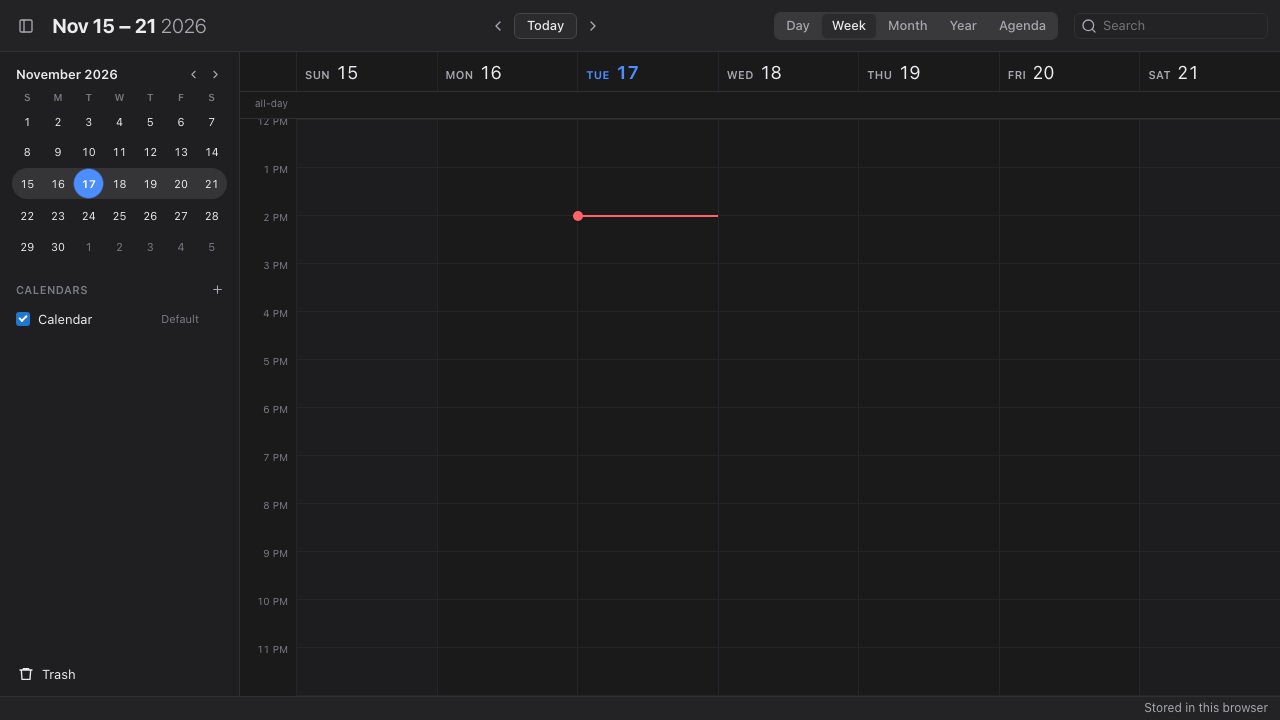 Nov 15 – 21 2026
Today
Day Week Month Year Agenda
Search
November 2026
S M T W T F S
1 2 3 4 5 6 7
8 9 10 11 12 13 14
15 16 17 18 19 20 21
22 23 24 25 26 27 28
29 30 1 2 3 4 5
CALENDARS
Calendar Default
Trash
SUN 15 MON 16 TUE 17 WED 18 THU 19 FRI 20 SAT 21
all-day
12 PM
1 PM
2 PM
3 PM
4 PM
5 PM
6 PM
7 PM
8 PM
9 PM
10 PM
11 PM
Stored in this browser